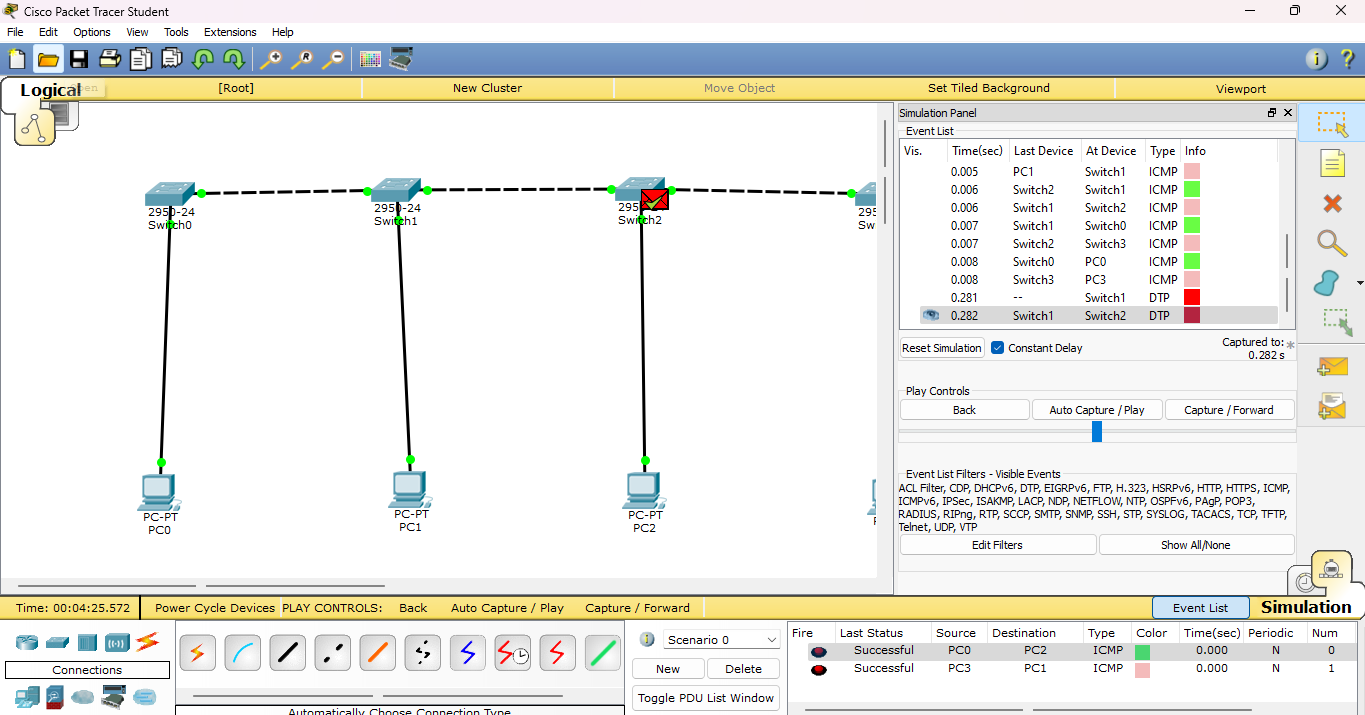 Cisco Packet Tracer Student
File Edit Options View Tools Extensions Help
Logical [Root] New Cluster Move Object Set Tiled Background Viewport
2950-24
Switch0
2950-24
Switch1
295
Switch2
295
Sw
PC-PT
PC0
PC-PT
PC1
PC-PT
PC2
Simulation Panel
Event List
Vis. Time(sec) Last Device At Device Type Info
0.005 PC1 Switch1 ICMP
0.006 Switch2 Switch1 ICMP
0.006 Switch1 Switch2 ICMP
0.007 Switch1 Switch0 ICMP
0.007 Switch2 Switch3 ICMP
0.008 Switch0 PC0 ICMP
0.008 Switch3 PC3 ICMP
0.281 -- Switch1 DTP
0.282 Switch1 Switch2 DTP
Reset Simulation Constant Delay Captured to: *
0.282 s
Play Controls
Back Auto Capture / Play Capture / Forward
Event List Filters - Visible Events
ACL Filter, CDP, DHCPv6, DTP, EIGRPv6, FTP, H.323, HSRPv6, HTTP, HTTPS, ICMP,
ICMPv6, IPSec, ISAKMP, LACP, NDP, NETFLOW, NTP, OSPFv6, PAgP, POP3,
RADIUS, RIPng, RTP, SCCP, SMTP, SNMP, SSH, STP, SYSLOG, TACACS, TCP, TFTP,
Telnet, UDP, VTP
Edit Filters Show All/None
Time: 00:04:25.572 Power Cycle Devices PLAY CONTROLS: Back Auto Capture / Play Capture / Forward Event List Simulation
Connections
Automatically Choose Connection Type
Scenario 0
New Delete
Toggle PDU List Window
Fire Last Status Source Destination Type Color Time(sec) Periodic Num
Successful PC0 PC2 ICMP 0.000 N 0
Successful PC3 PC1 ICMP 0.000 N 1